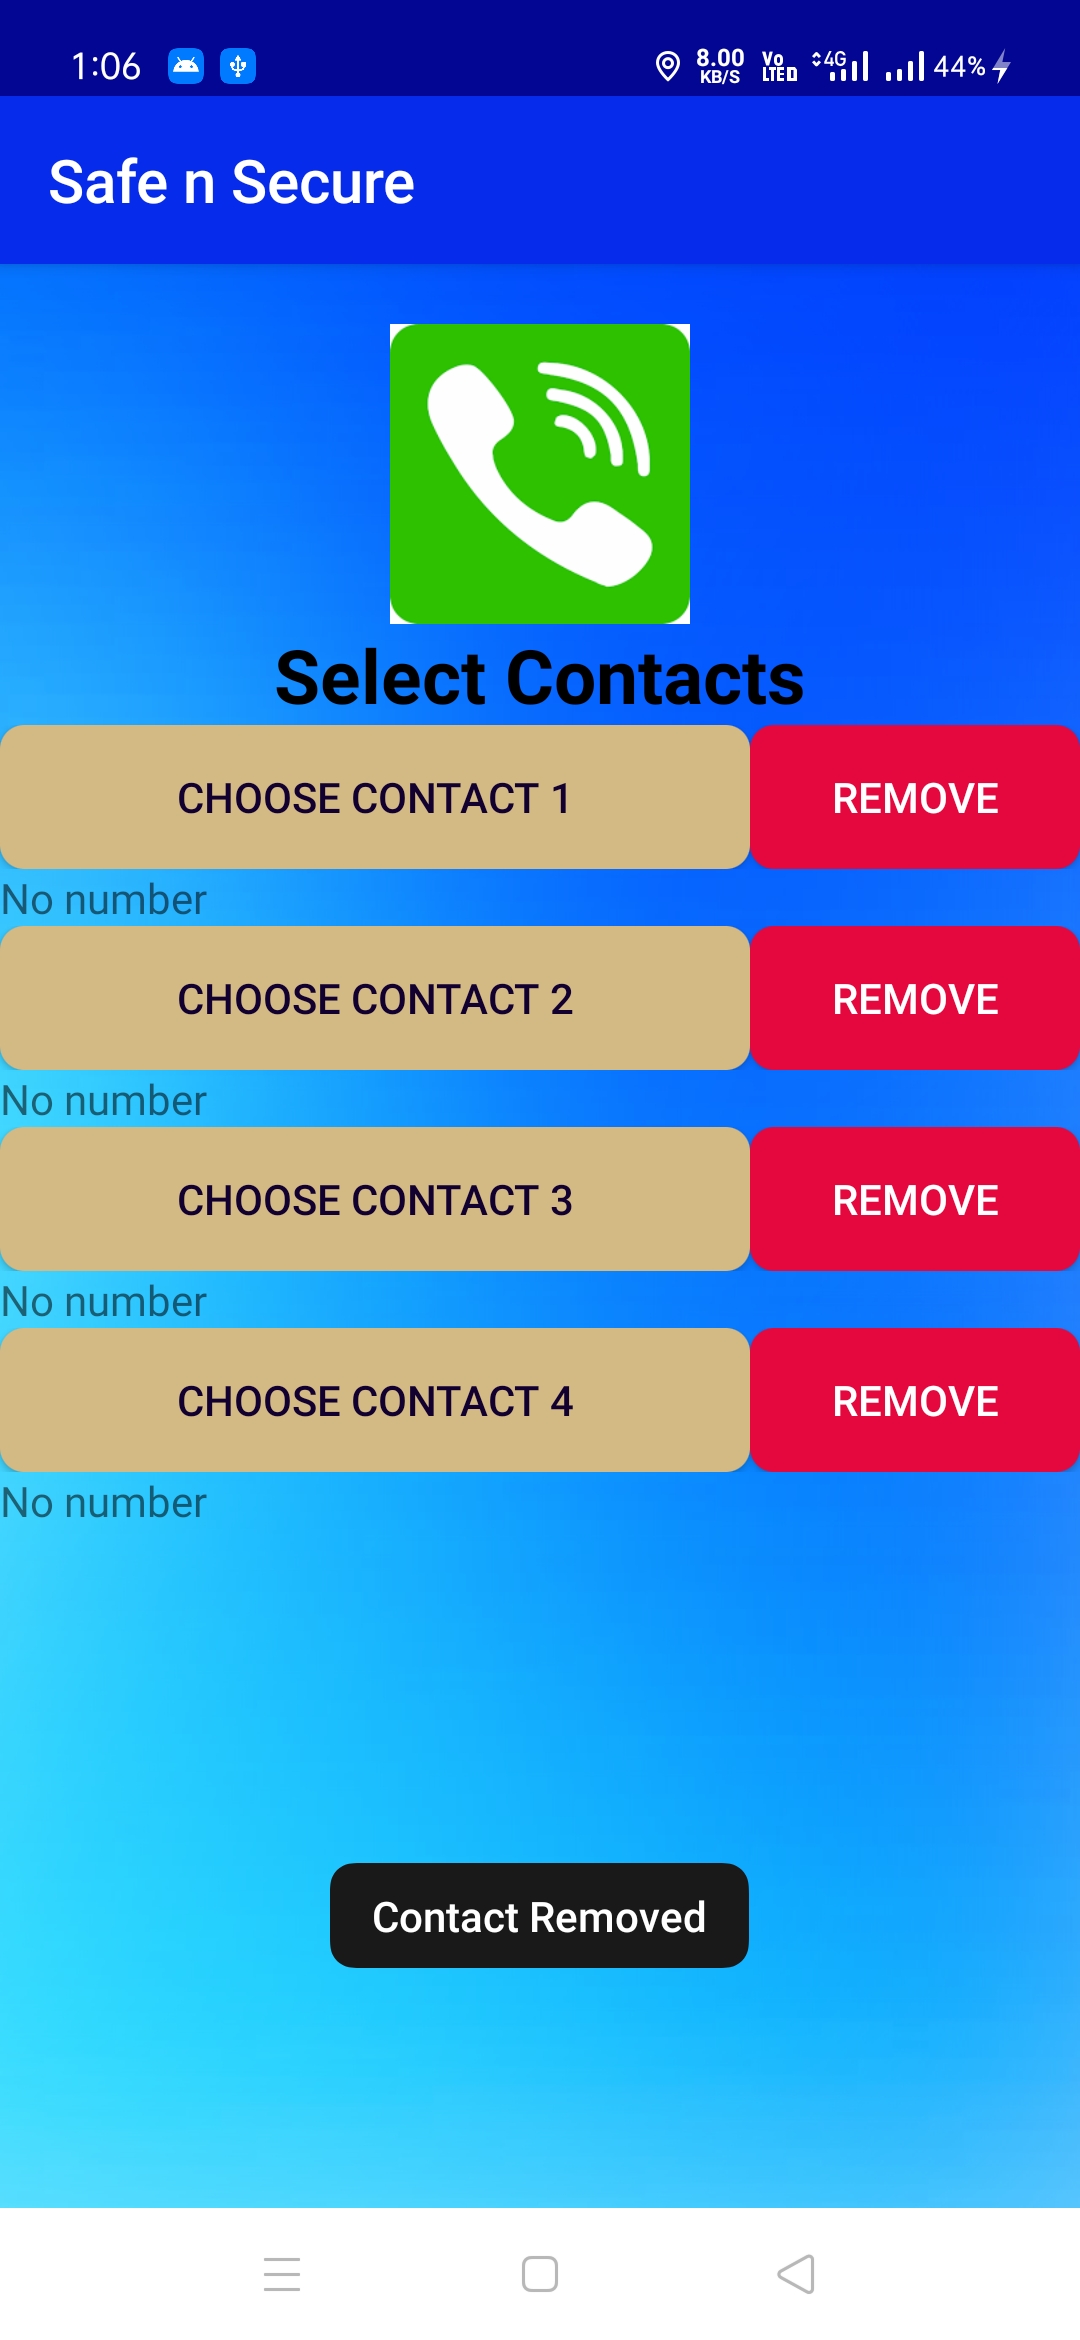 1:06 8.00 KB/S Vo LTE 4G 44%
Safe n Secure
Select Contacts
CHOOSE CONTACT 1 REMOVE
No number
CHOOSE CONTACT 2 REMOVE
No number
CHOOSE CONTACT 3 REMOVE
No number
CHOOSE CONTACT 4 REMOVE
No number
Contact Removed